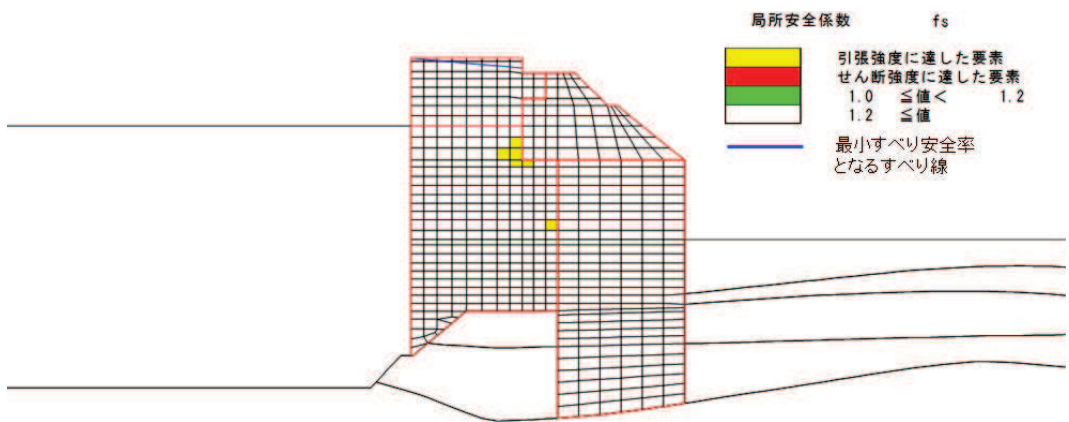 局所安全係数 fs
引張強度に達した要素
せん断強度に達した要素
1.0 ≦値< 1.2
1.2 ≦値
最小すべり安全率
となるすべり線